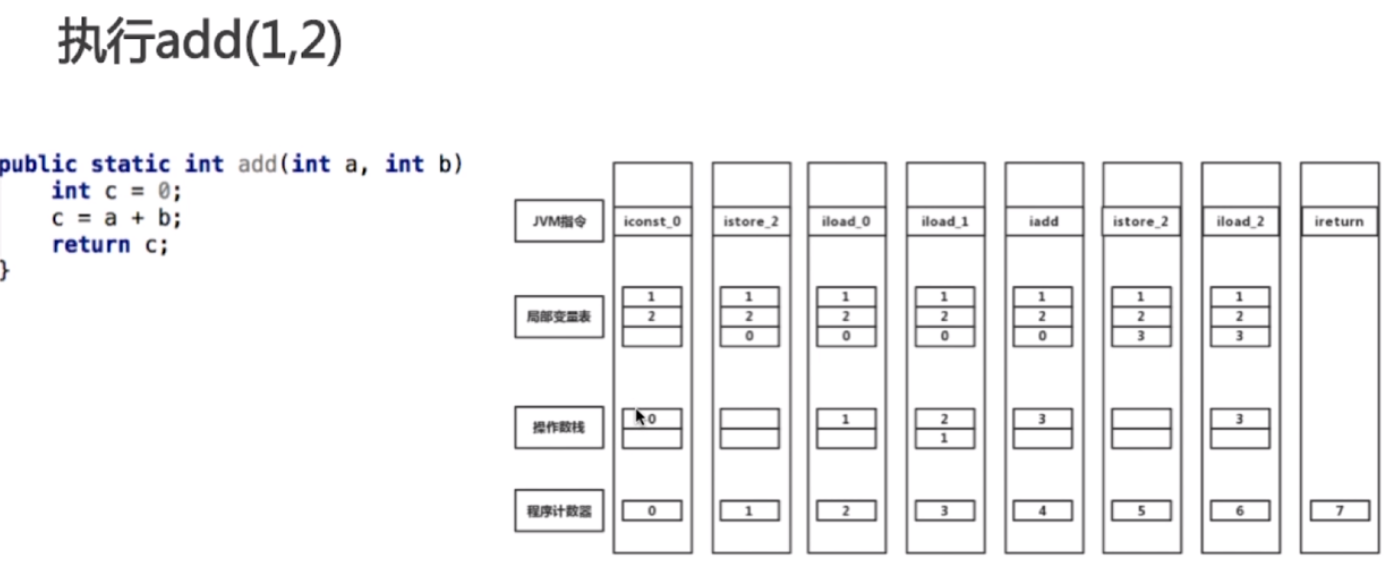 执行add(1,2)
public static int add(int a, int b)
int c = 0;
c = a + b;
return c;
}
JVM指令 iconst_0 istore_2 iload_0 iload_1 iadd istore_2 iload_2 ireturn
局部变量表
1 1 1 1 1 1 1
2 2 2 2 2 2 2
0 0 0 0 3 3
操作数栈
0 1 2 3 3
1
程序计数器 0 1 2 3 4 5 6 7